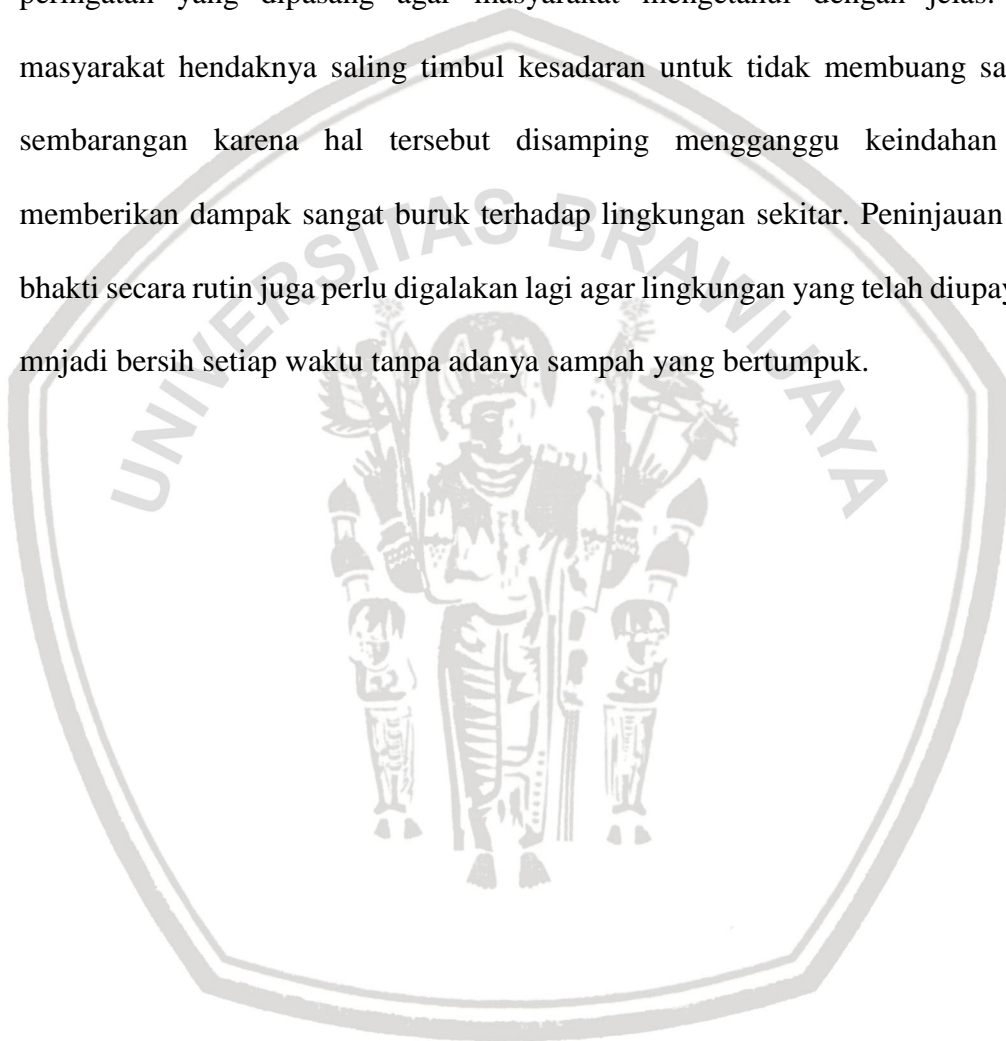 peringatan yang dipasang agar masyarakat mengetahui dengan jelas.
masyarakat hendaknya saling timbul kesadaran untuk tidak membuang sa
sembarangan karena hal tersebut disamping mengganggu keindahan
memberikan dampak sangat buruk terhadap lingkungan sekitar. Peninjauan
bhakti secara rutin juga perlu digalakan lagi agar lingkungan yang telah diupay
mnjadi bersih setiap waktu tanpa adanya sampah yang bertumpuk.
UNIVERSITAS BRAWIJAYA